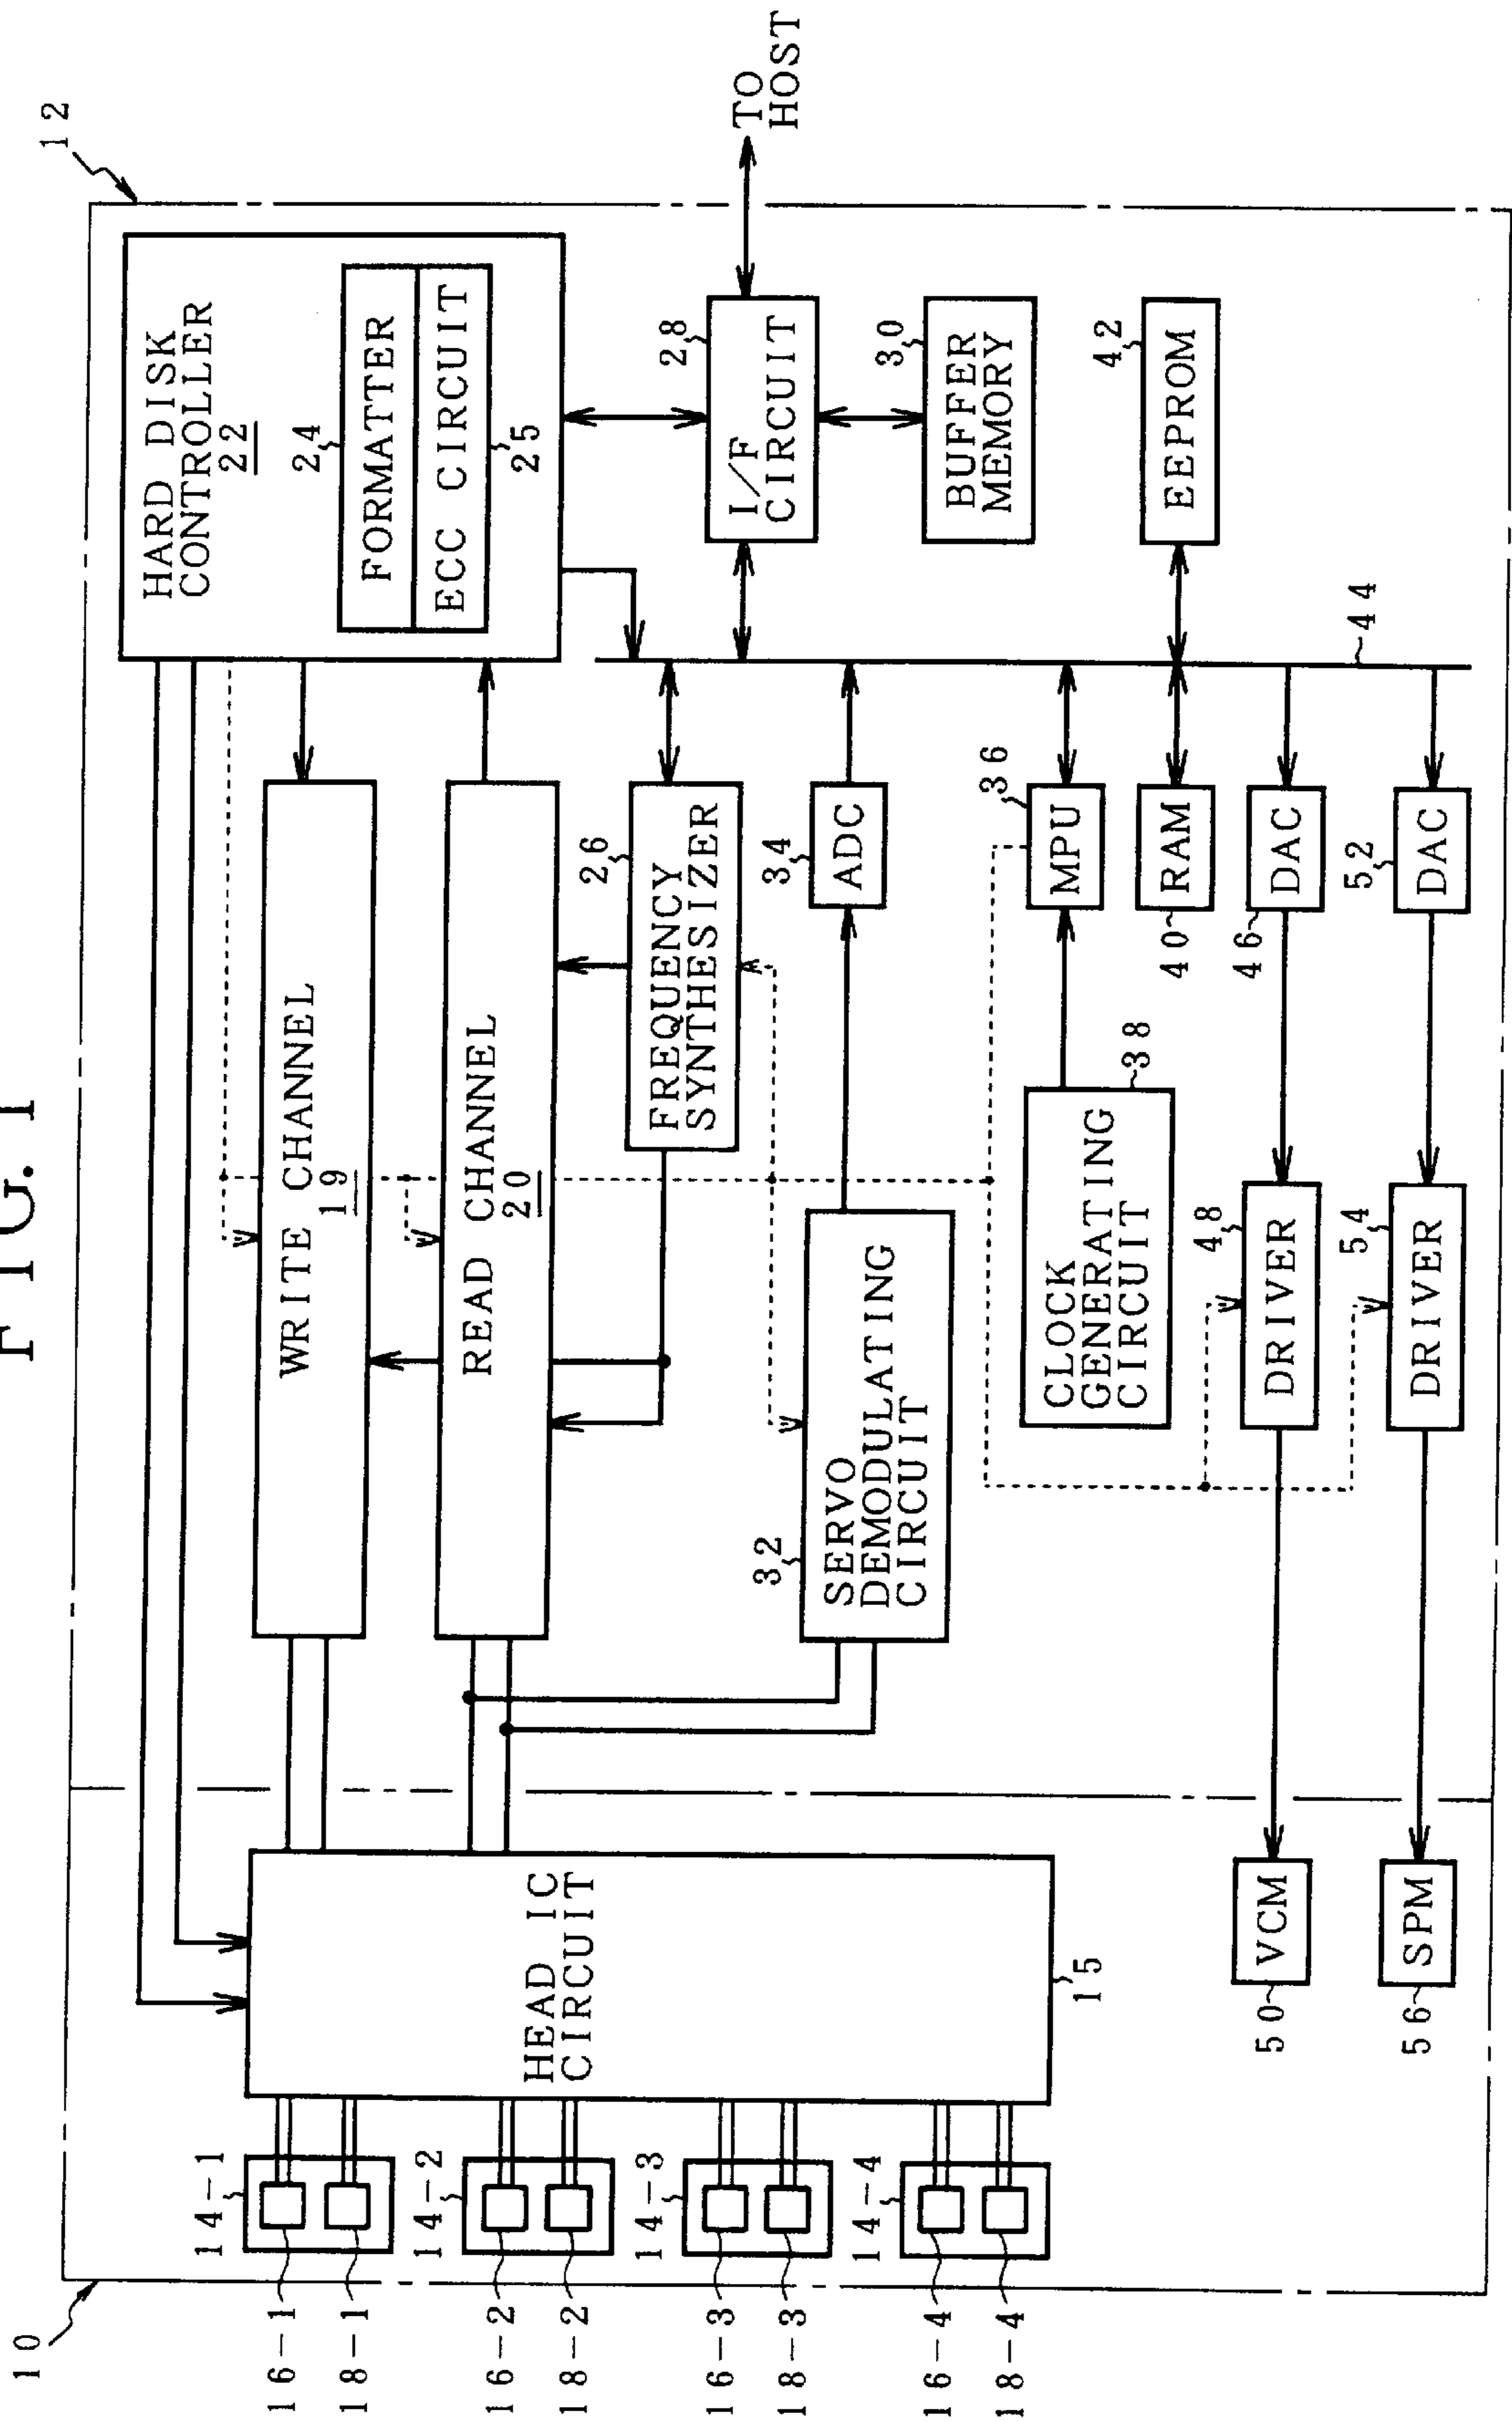 FIG. 1
10
12
14-1
16-1
18-1
14-2
16-2
18-2
14-3
16-3
18-3
14-4
16-4
18-4
HEAD IC
CIRCUIT
15
WRITE CHANNEL
19
READ CHANNEL
20
HARD DISK
CONTROLLER
22
24
FORMATTER
ECC CIRCUIT
25
26
FREQUENCY
SYNTHESIZER
28
I/F
CIRCUIT
TO
HOST
30
BUFFER
MEMORY
32
SERVO
DEMODULATING
CIRCUIT
34
ADC
36
MPU
CLOCK
GENERATING
CIRCUIT
38
40
RAM
42
EEPROM
44
46
DAC
48
DRIVER
50
VCM
52
DAC
54
DRIVER
56
SPM